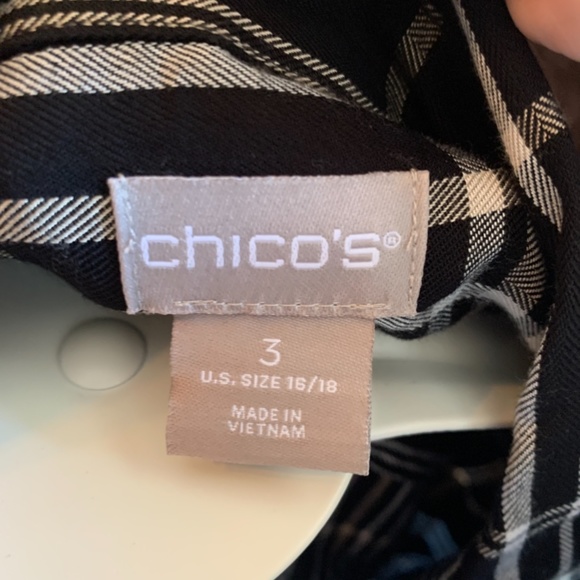 chico's®
3
U.S. SIZE 16/18
MADE IN
VIETNAM